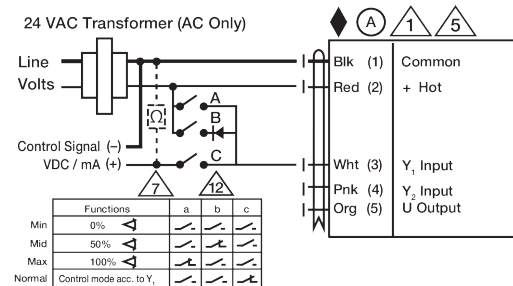 24 VAC Transformer (AC Only)
A 1 5
Line
Volts
Blk (1) Common
Red (2) + Hot
A
B
C
Ω
Control Signal (–)
VDC / mA (+)
Wht (3) Y₁ Input
Pnk (4) Y₂ Input
Org (5) U Output
7 12
Functions a b c
Min 0%
Mid 50%
Max 100%
Normal Control mode acc. to Y₁